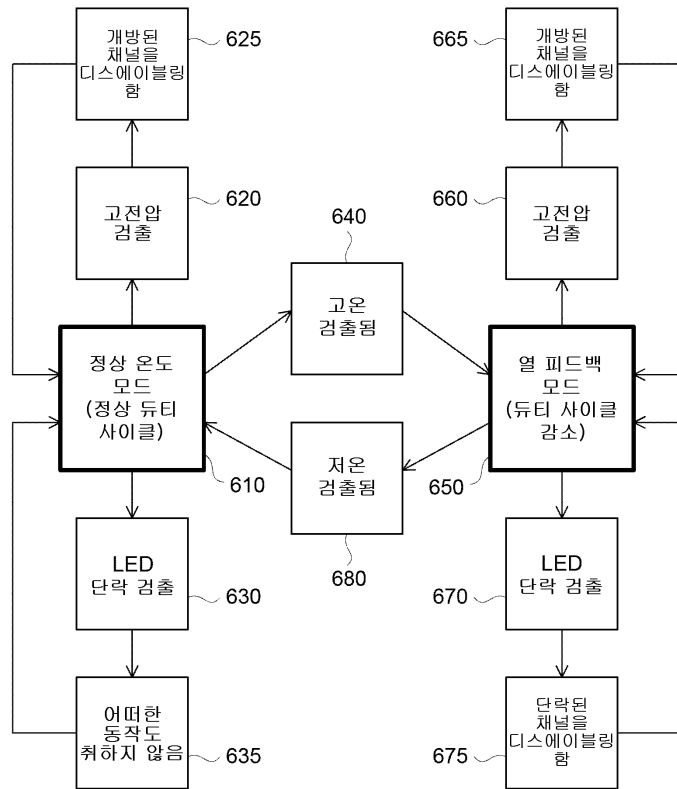 개방된
채널을
디스에이블링
함
625
개방된
채널을
디스에이블링
함
665
고전압
검출
620
고전압
검출
660
640
고온
검출됨
정상 온도
모드
(정상 듀티
사이클)
610
열 피드백
모드
(듀티 사이클
감소)
650
저온
검출됨
680
LED
단락 검출
630
LED
단락 검출
670
어떠한
동작도
취하지 않음
635
단락된
채널을
디스에이블링
함
675